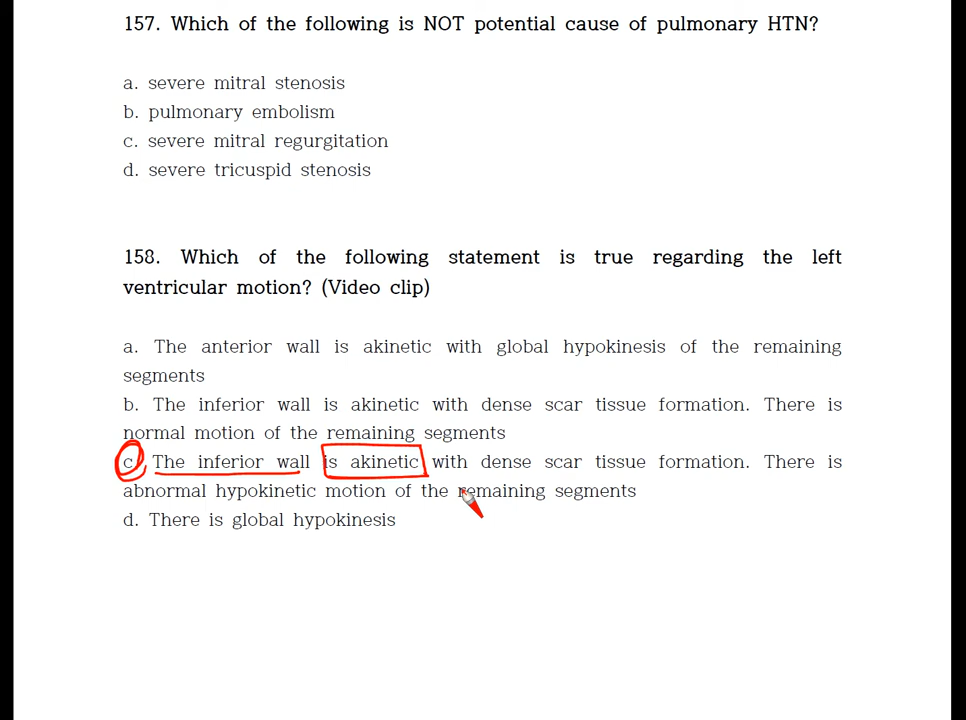 157. Which of the following is NOT potential cause of pulmonary HTN?
a. severe mitral stenosis
b. pulmonary embolism
c. severe mitral regurgitation
d. severe tricuspid stenosis
158. Which of the following statement is true regarding the left
ventricular motion? (Video clip)
a. The anterior wall is akinetic with global hypokinesis of the remaining
segments
b. The inferior wall is akinetic with dense scar tissue formation. There is
normal motion of the remaining segments
c. The inferior wall is akinetic with dense scar tissue formation. There is
abnormal hypokinetic motion of the remaining segments
d. There is global hypokinesis